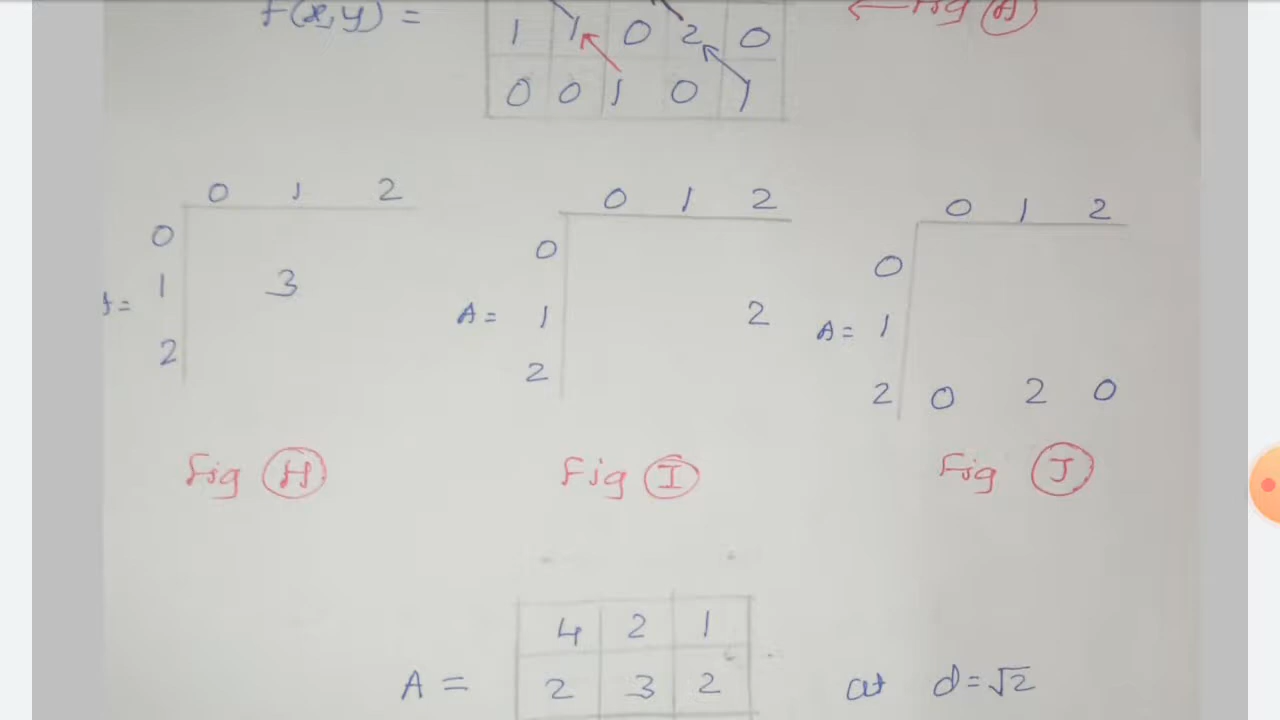 f(x,y) =
1 1 0 2 0
0 0 1 0 1
0 1 2
0
1 3
2
Fig H
0 1 2
0
A = 1 2
2
Fig I
0 1 2
0
A = 1
2 0 2 0
Fig J
4 2 1
A = 2 3 2 at d=√2